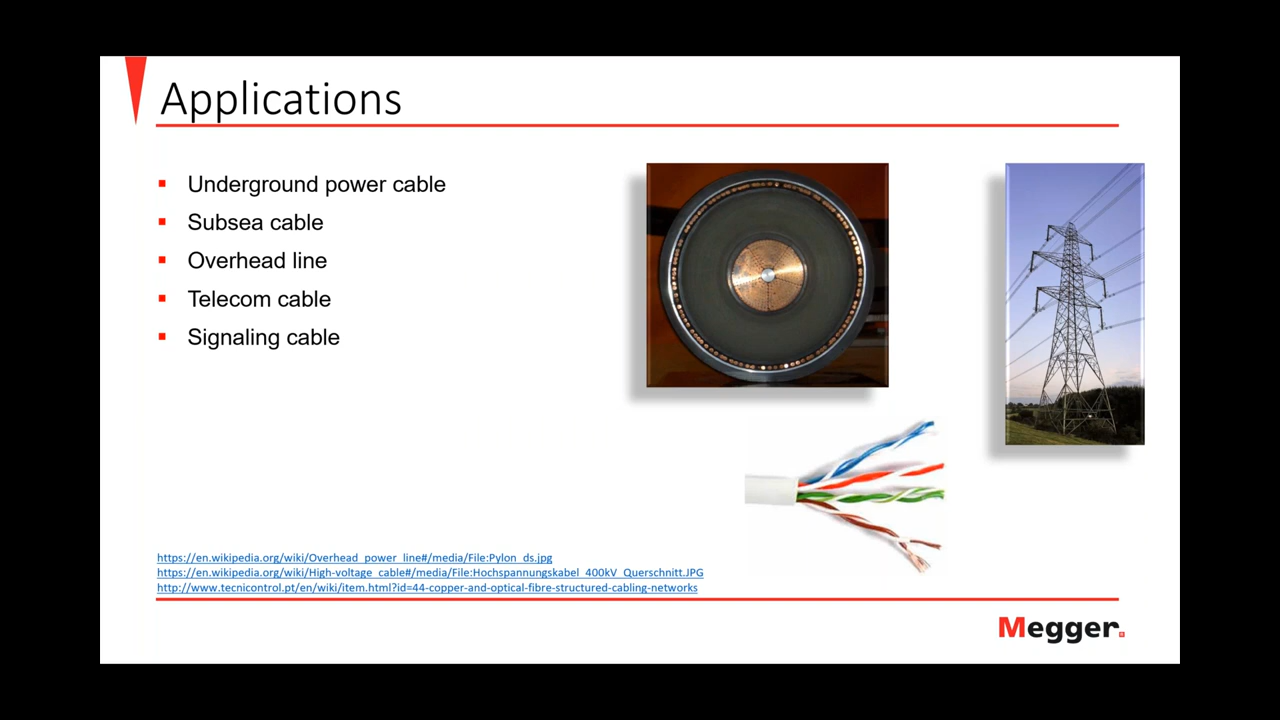 Applications
Underground power cable
Subsea cable
Overhead line
Telecom cable
Signaling cable
https://en.wikipedia.org/wiki/Overhead_power_line#/media/File:Pylon_ds.jpg
https://en.wikipedia.org/wiki/High-voltage_cable#/media/File:Hochspannungskabel_400kV_Querschnitt.JPG
http://www.tecnicontrol.pt/en/wiki/item.html?id=44-copper-and-optical-fibre-structured-cabling-networks
Megger.